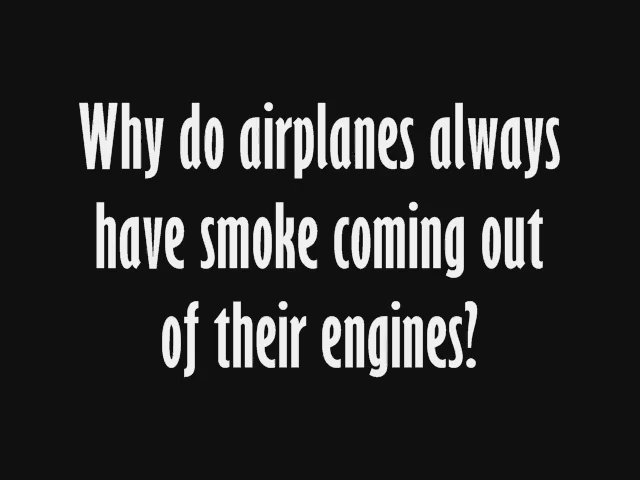 Why do airplanes always
have smoke coming out
of their engines?